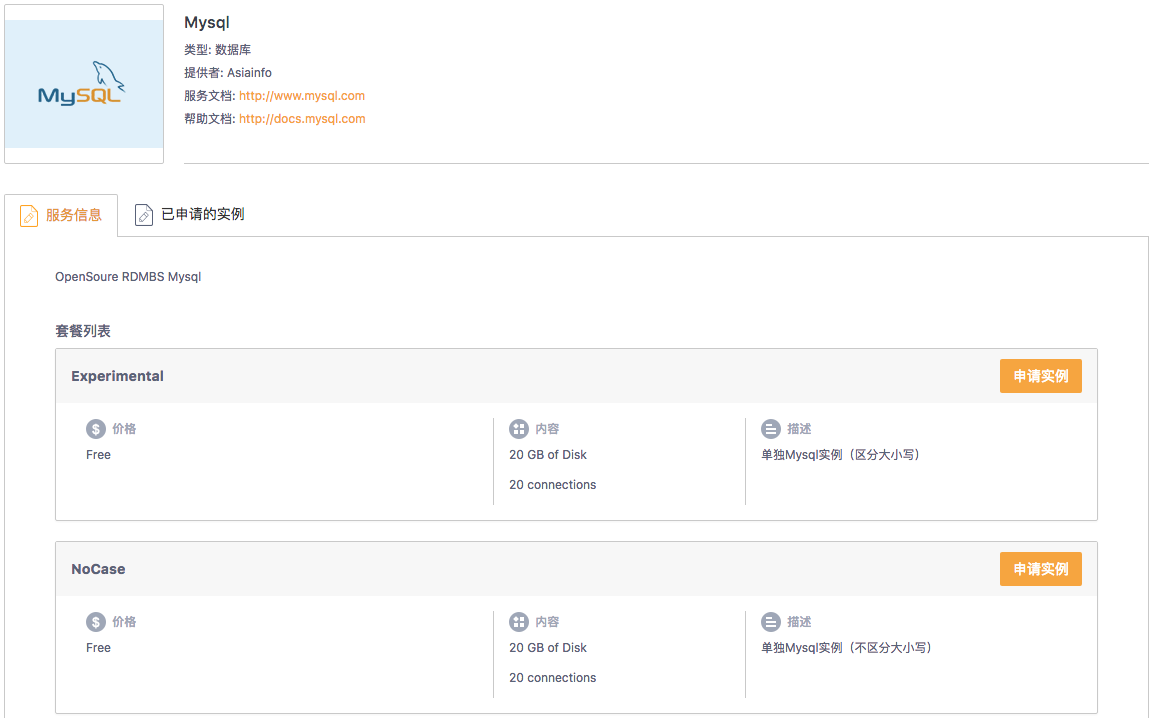 MySQL
Mysql
类型: 数据库
提供者: Asiainfo
服务文档: http://www.mysql.com
帮助文档: http://docs.mysql.com
服务信息 已申请的实例
OpenSoure RDMBS Mysql
套餐列表
Experimental 申请实例
$ 价格 内容 描述
Free 20 GB of Disk 单独Mysql实例（区分大小写）
20 connections
NoCase 申请实例
$ 价格 内容 描述
Free 20 GB of Disk 单独Mysql实例（不区分大小写）
20 connections